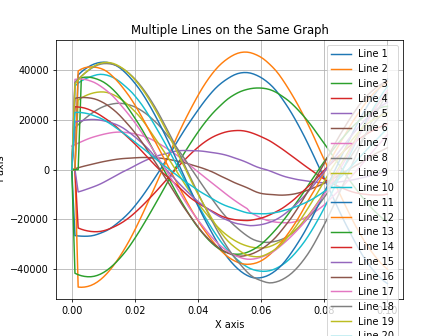 Multiple Lines on the Same Graph
40000
20000
0
−20000
−40000
0.00
0.02
0.04
0.06
0.08
X axis
Line 1
Line 2
Line 3
Line 4
Line 5
Line 6
Line 7
Line 8
Line 9
Line 10
Line 11
Line 12
Line 13
Line 14
Line 15
Line 16
Line 17
Line 18
Line 19
Line 20